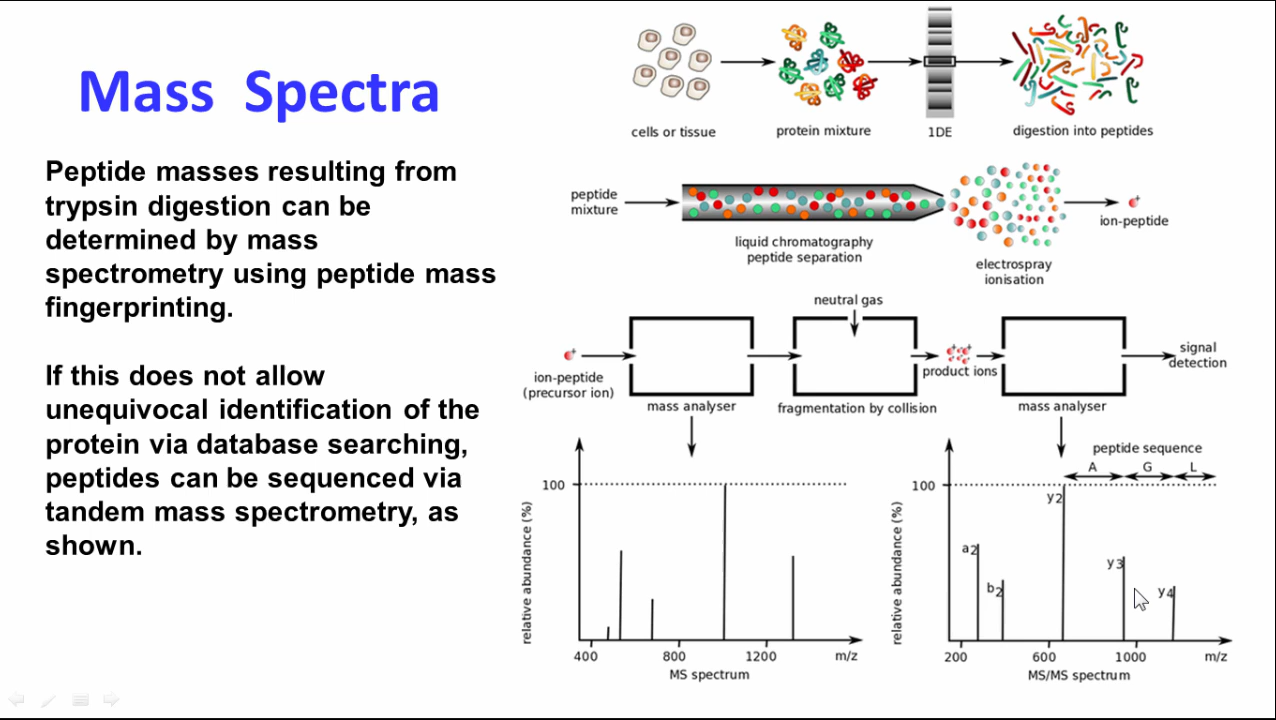 Mass Spectra
Peptide masses resulting from
trypsin digestion can be
determined by mass
spectrometry using peptide mass
fingerprinting.
If this does not allow
unequivocal identification of the
protein via database searching,
peptides can be sequenced via
tandem mass spectrometry, as
shown.
cells or tissue
protein mixture
1DE
digestion into peptides
peptide
mixture
liquid chromatography
peptide separation
electrospray
ionisation
+
ion-peptide
neutral gas
+
ion-peptide
(precursor ion)
mass analyser
fragmentation by collision
+ +
product ions
mass analyser
signal
detection
100
relative abundance (%)
400 800 1200 m/z
MS spectrum
peptide sequence
A G L
100
relative abundance (%)
y2
a2
b2
y3
y4
200 600 1000 m/z
MS/MS spectrum